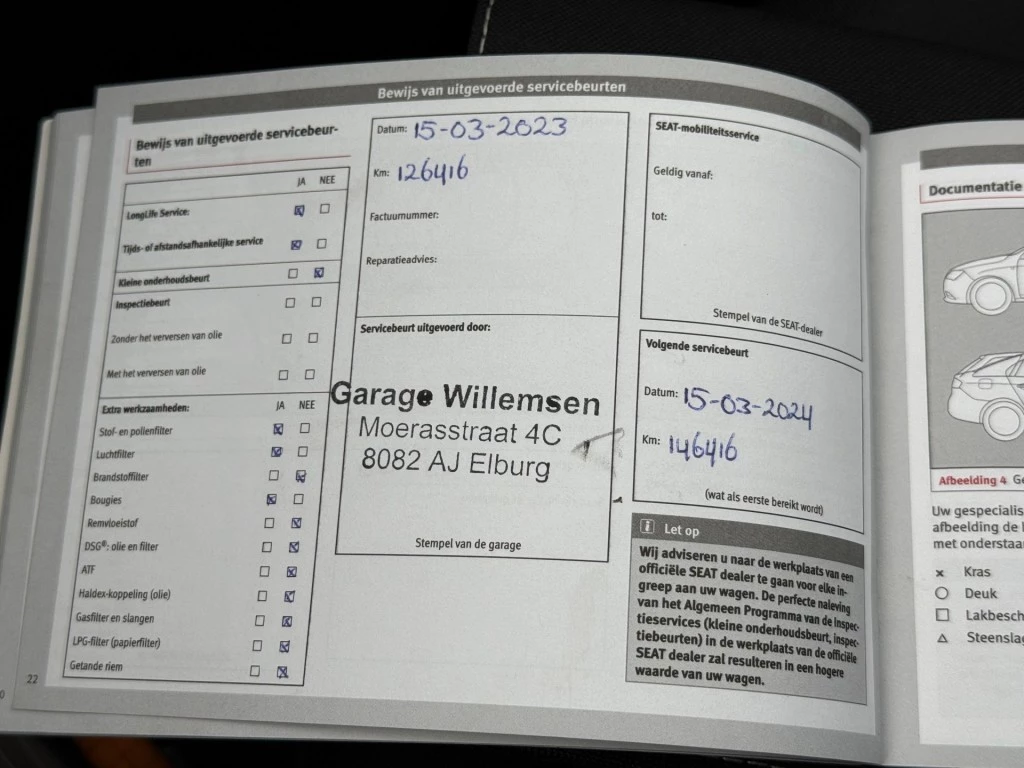 Bewijs van uitgevoerde servicebeurten
Bewijs van uitgevoerde servicebeur-
ten
JA NEE
LongLife Service:
Tijds- of afstandsafhankelijke service
Kleine onderhoudsbeurt
Inspectiebeurt
Zonder het verversen van olie
Met het verversen van olie
Extra werkzaamheden: JA NEE
Stof- en pollenfilter
Luchtfilter
Brandstoffilter
Bougies
Remvloeistof
DSG®: olie en filter
ATF
Haldex-koppeling (olie)
Gasfilter en slangen
LPG-filter (papierfilter)
Getande riem
22
Datum: 15-03-2023
Km: 126416
Factuurnummer:
Reparatieadvies:
Servicebeurt uitgevoerd door:
Garage Willemsen
Moerasstraat 4C
8082 AJ Elburg
Stempel van de garage
SEAT-mobiliteitsservice
Geldig vanaf:
tot:
Stempel van de SEAT-dealer
Volgende servicebeurt
Datum: 15-03-2024
Km: 146416
(wat als eerste bereikt wordt)
i Let op
Wij adviseren u naar de werkplaats van een
officiële SEAT dealer te gaan voor elke in-
greep aan uw wagen. De perfecte naleving
van het Algemeen Programma van de Inspec-
tieservices (kleine onderhoudsbeurt, inspec-
tiebeurten) in de werkplaats van de officiële
SEAT dealer zal resulteren in een hogere
waarde van uw wagen.
Documentatie
Afbeelding 4 Ge
Uw gespecialis
afbeelding de
met onderstaan
Kras
Deuk
Lakbesch
Steenslag